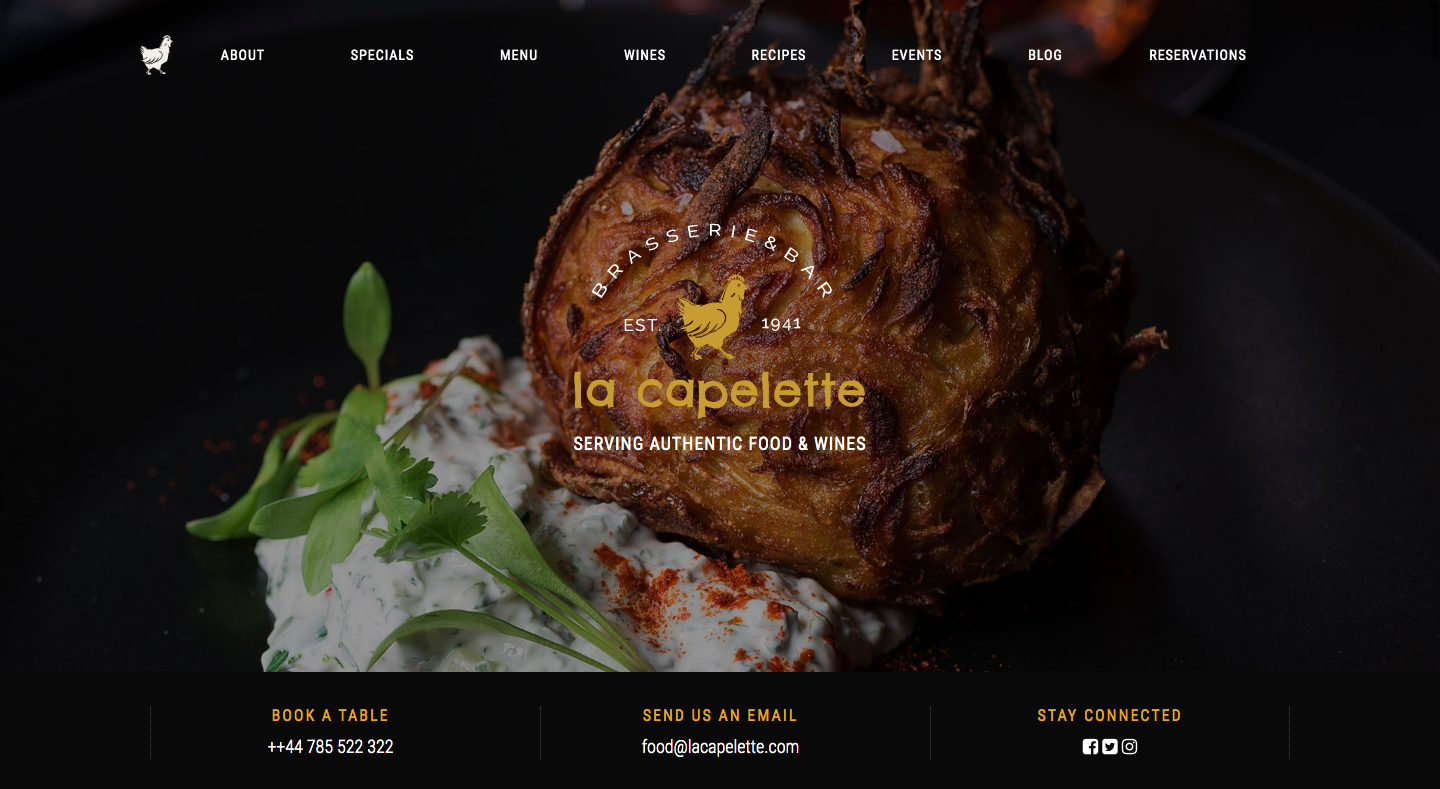 ABOUT SPECIALS MENU WINES RECIPES EVENTS BLOG RESERVATIONS
BRASSERIE & BAR
EST. 1941
la capelette
SERVING AUTHENTIC FOOD & WINES
BOOK A TABLE SEND US AN EMAIL STAY CONNECTED
++44 785 522 322 food@lacapelette.com